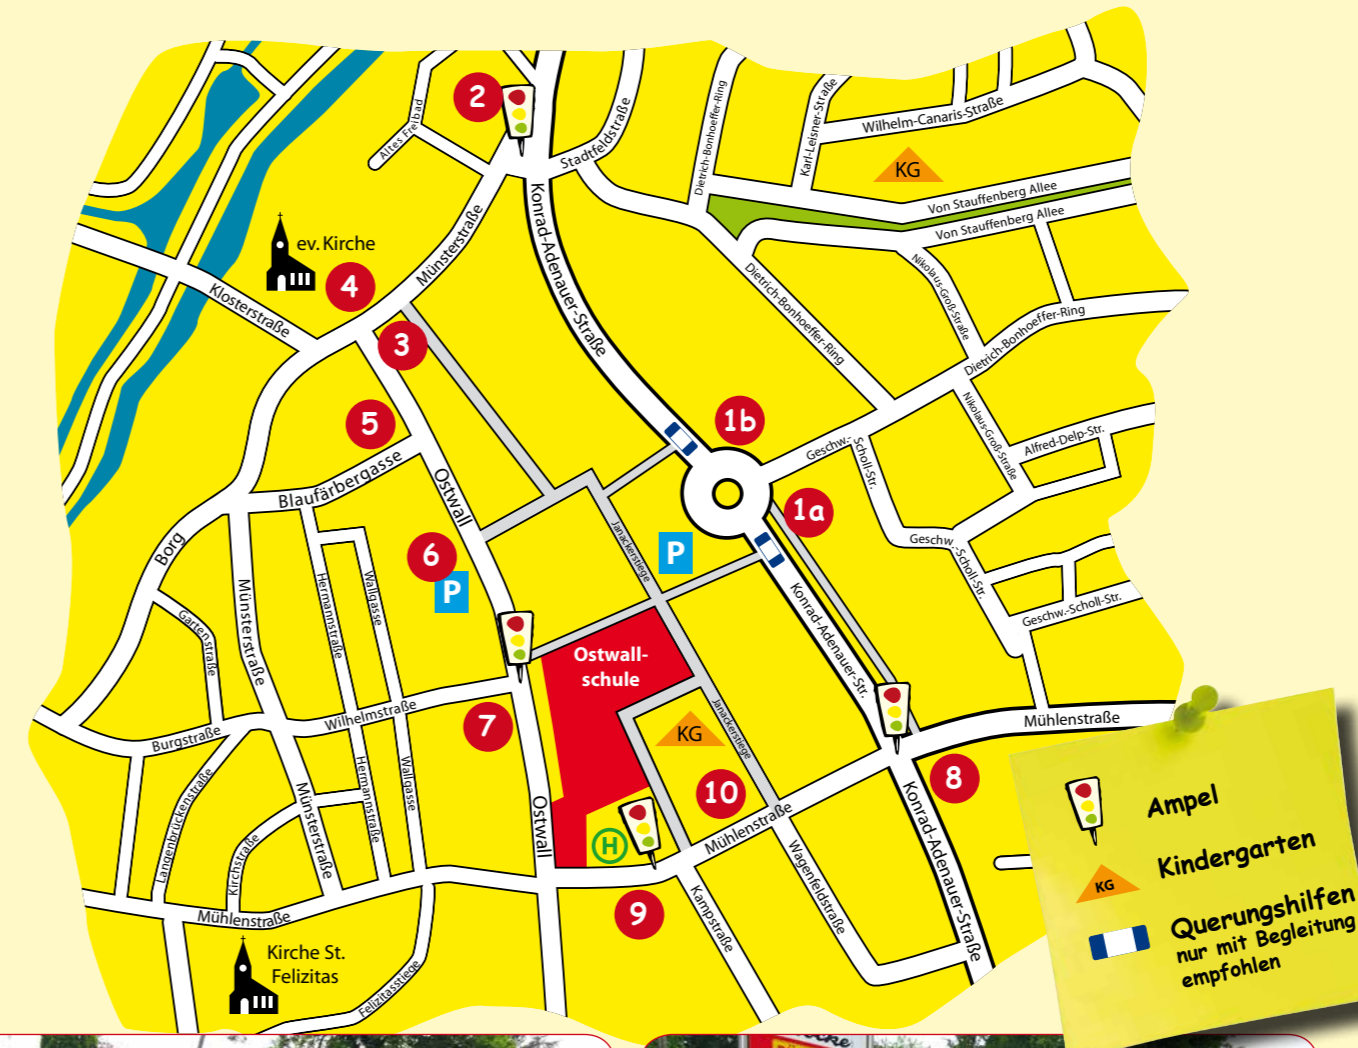 2
Altes Freibad
Stadtfeldstraße
Dietrich-Bonhoeffer-Ring
Karl-Leisner-Straße
Wilhelm-Canaris-Straße
KG
Von Stauffenberg Allee
Von Stauffenberg Allee
ev. Kirche
4
Münsterstraße
Konrad-Adenauer-Straße
Klosterstraße
Nikolaus-Groß-Straße
Dietrich-Bonhoeffer-Ring
Dietrich-Bonhoeffer-Ring
3
5
1b
Nikolaus-Groß-Straße
Alfred-Delp-Str.
Geschw.-
Scholl-Str.
Blaufärbergasse
Ostwall
1a
Borg
6
P
P
Janackerstiege
Geschw.
-Scholl-Str.
Geschw.-Scholl-Str.
Münsterstraße
Hermannstraße
Wallgasse
Gartenstraße
Konrad-Adenauer-Str.
Ostwall-
schule
7
Wilhelmstraße
Burgstraße
KG
Janackerstiege
Mühlenstraße
8
10
Langenbrückenstraße
Münsterstraße
Hermannstraße
Wallgasse
Ostwall
H
Mühlenstraße
Kirchstraße
Konrad-Adenauer-Straße
Wagenfeldstraße
9
Kampstraße
Mühlenstraße
Kirche St.
Felizitas
Felizitasstiege
Ampel
KG
Kindergarten
Querungshilfen
nur mit Begleitung
empfohlen